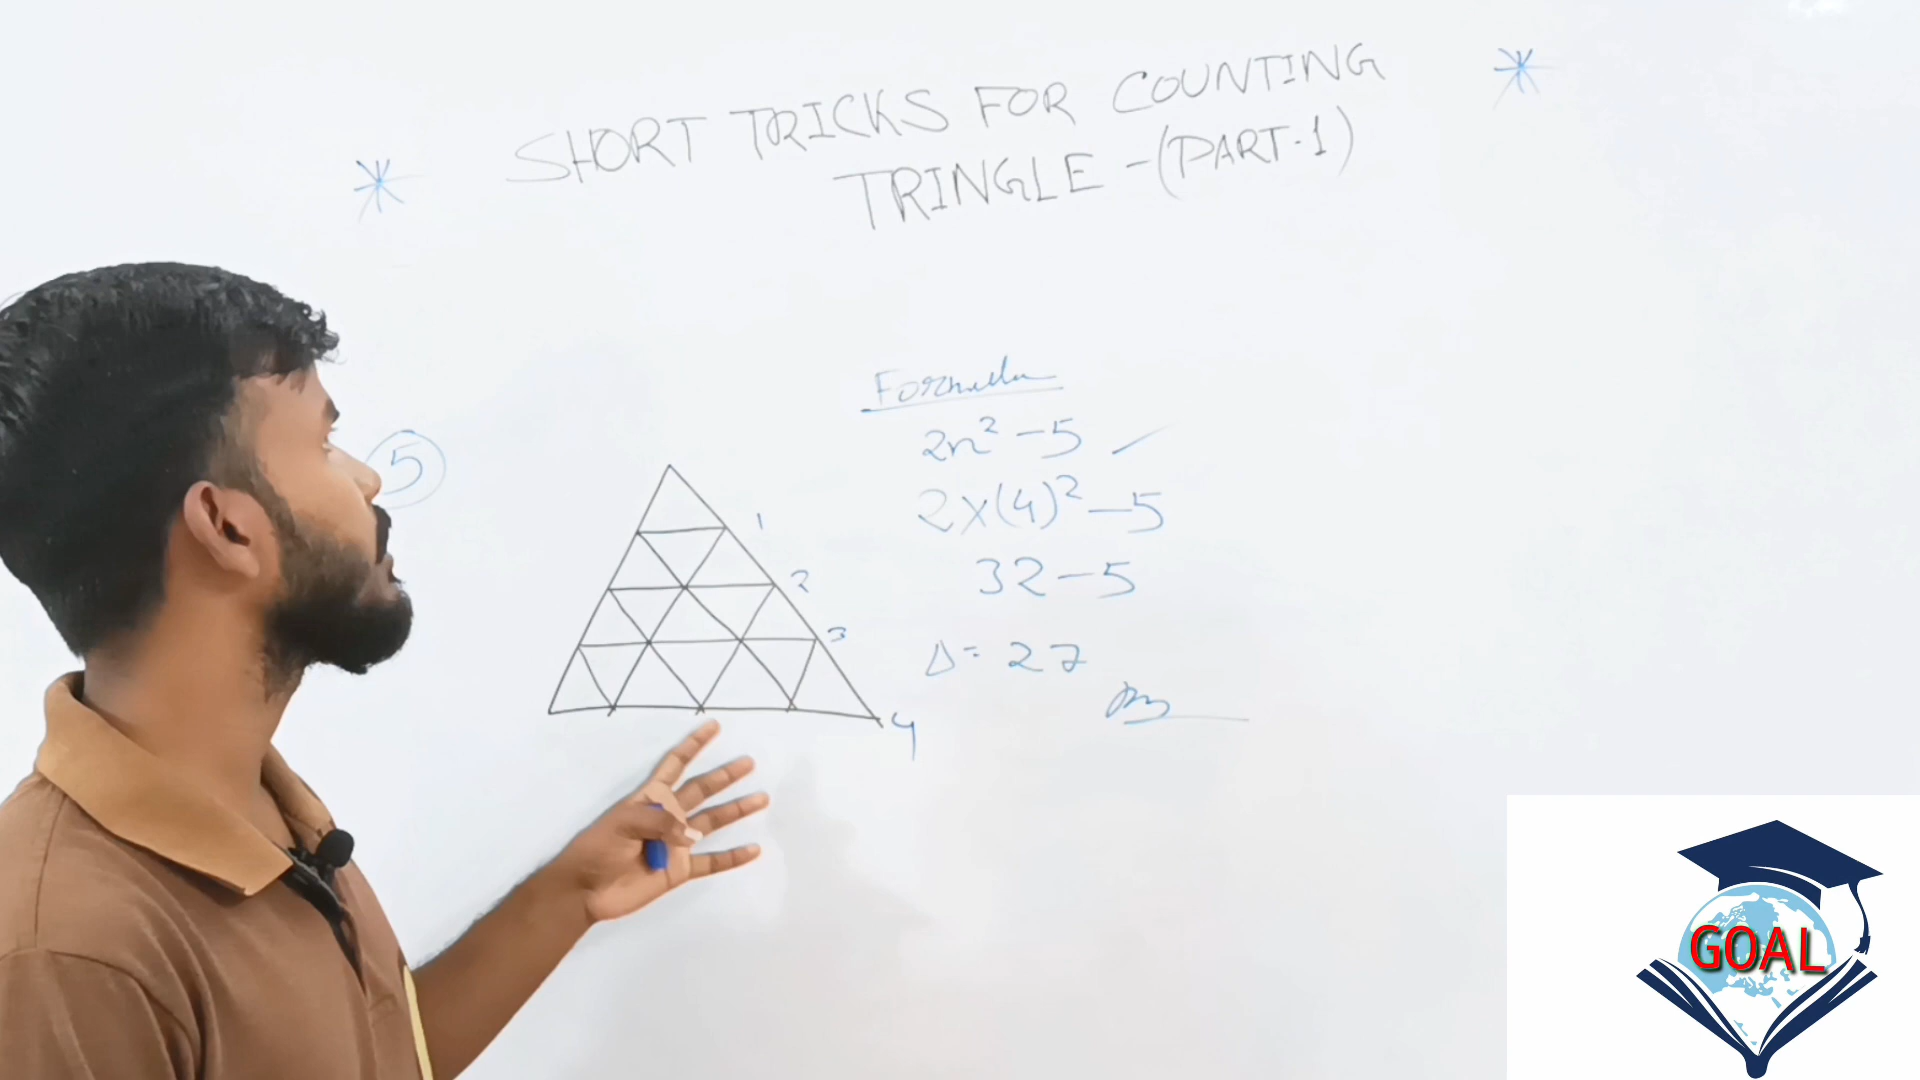 SHORT TRICKS FOR COUNTING
TRINGLE -(PART-1)
5
Formula
2n² - 5
2×(4)² - 5
32 - 5
Δ = 27
1
2
3
4
GOAL